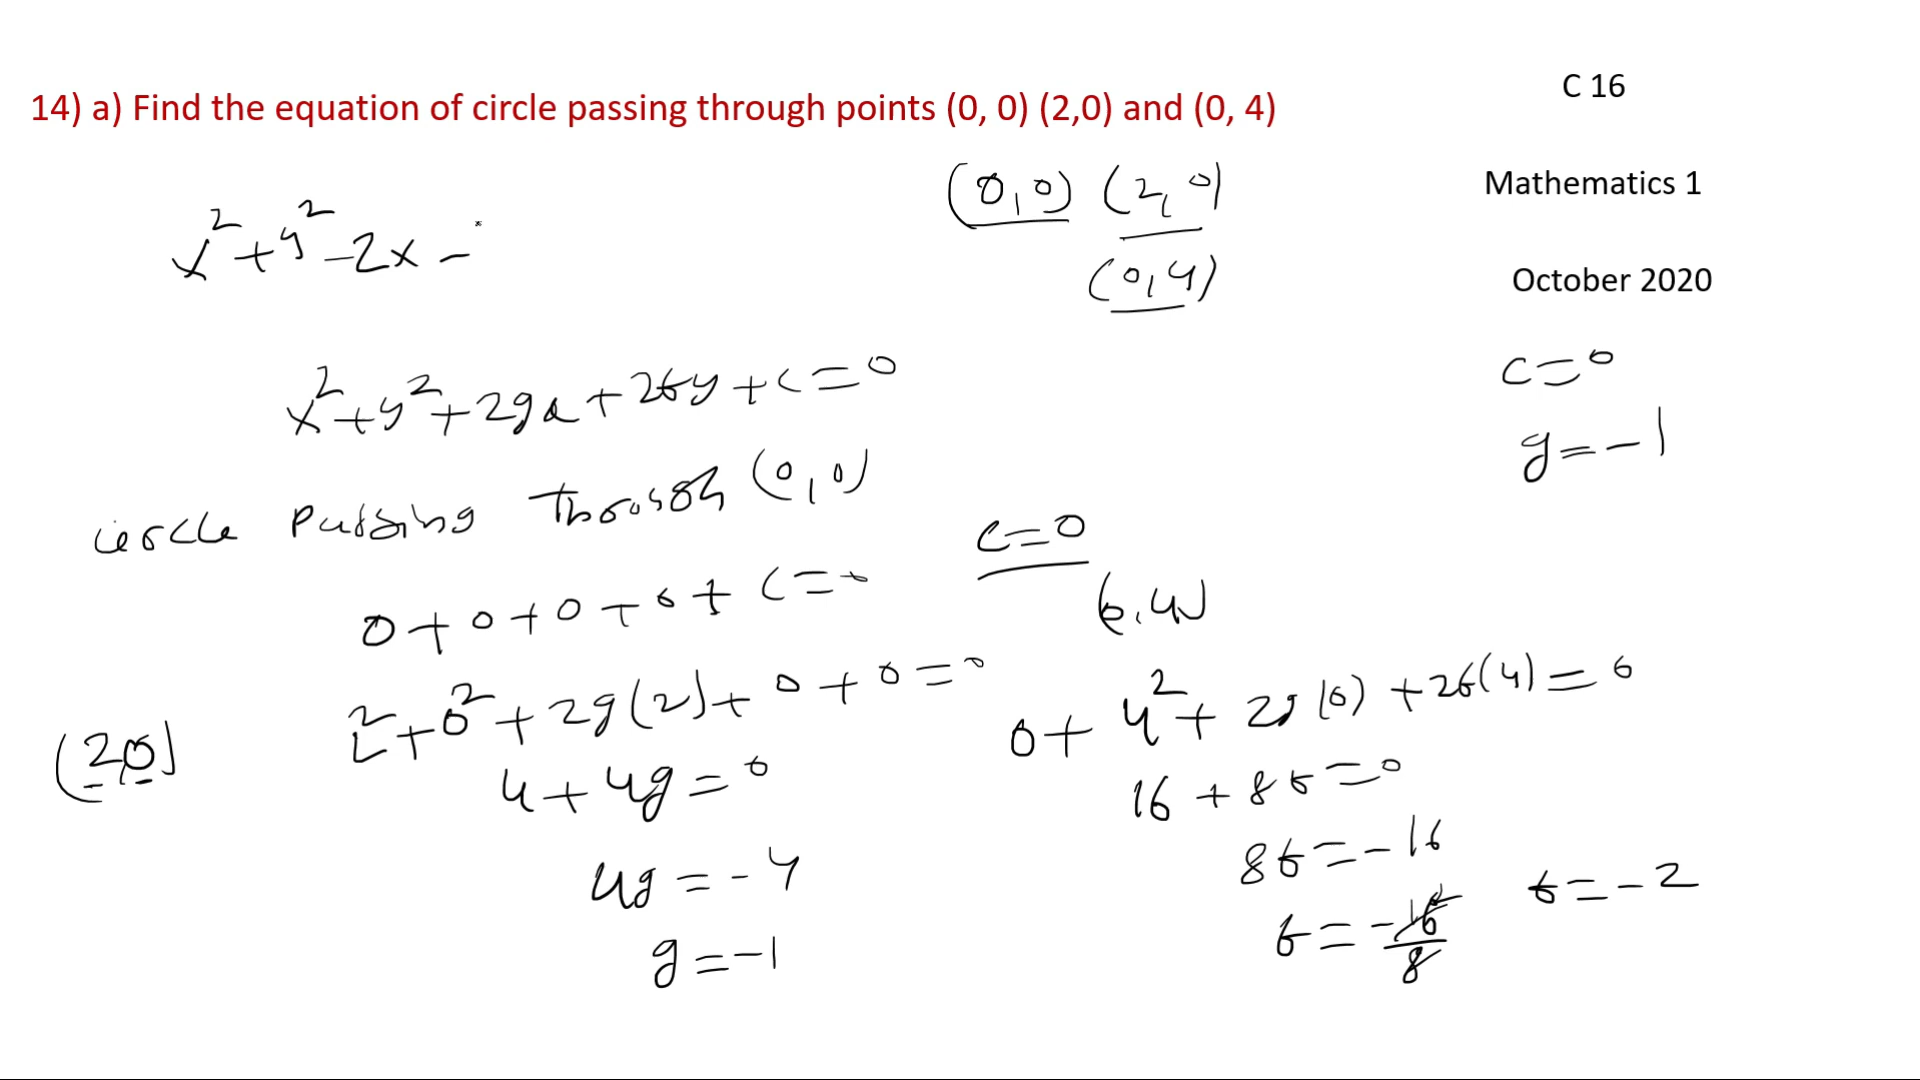 14) a) Find the equation of circle passing through points (0, 0) (2,0) and (0, 4)
C 16
Mathematics 1
October 2020
(0,0) (2,0)
(0,4)
x²+y²-2x-
x²+y²+2gx+2fy+c=0
c=0
g=-1
circle passing through (0,0)
0+0+0+0+c=0
c=0
(2,0)
2²+0²+2g(2)+0+0=0
4+4g=0
4g=-4
g=-1
(0,4)
0+4²+2g(0)+2f(4)=0
16+8f=0
8f=-16
f=-16/8
f=-2